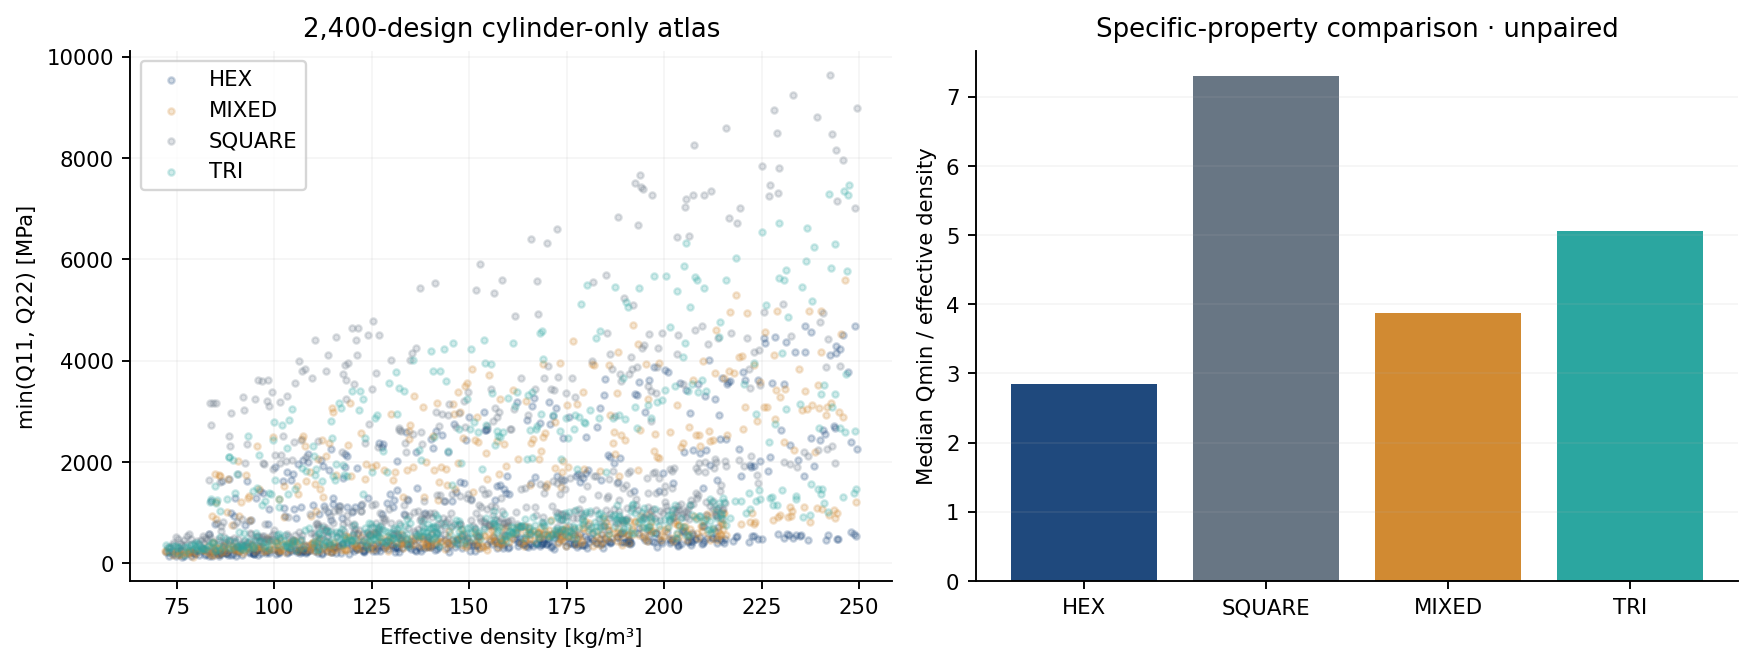 2,400-design cylinder-only atlas
min(Q11, Q22) [MPa]
10000
8000
6000
4000
2000
0
HEX
MIXED
SQUARE
TRI
75 100 125 150 175 200 225 250
Effective density [kg/m³]
Specific-property comparison · unpaired
Median Qmin / effective density
7
6
5
4
3
2
1
0
HEX SQUARE MIXED TRI